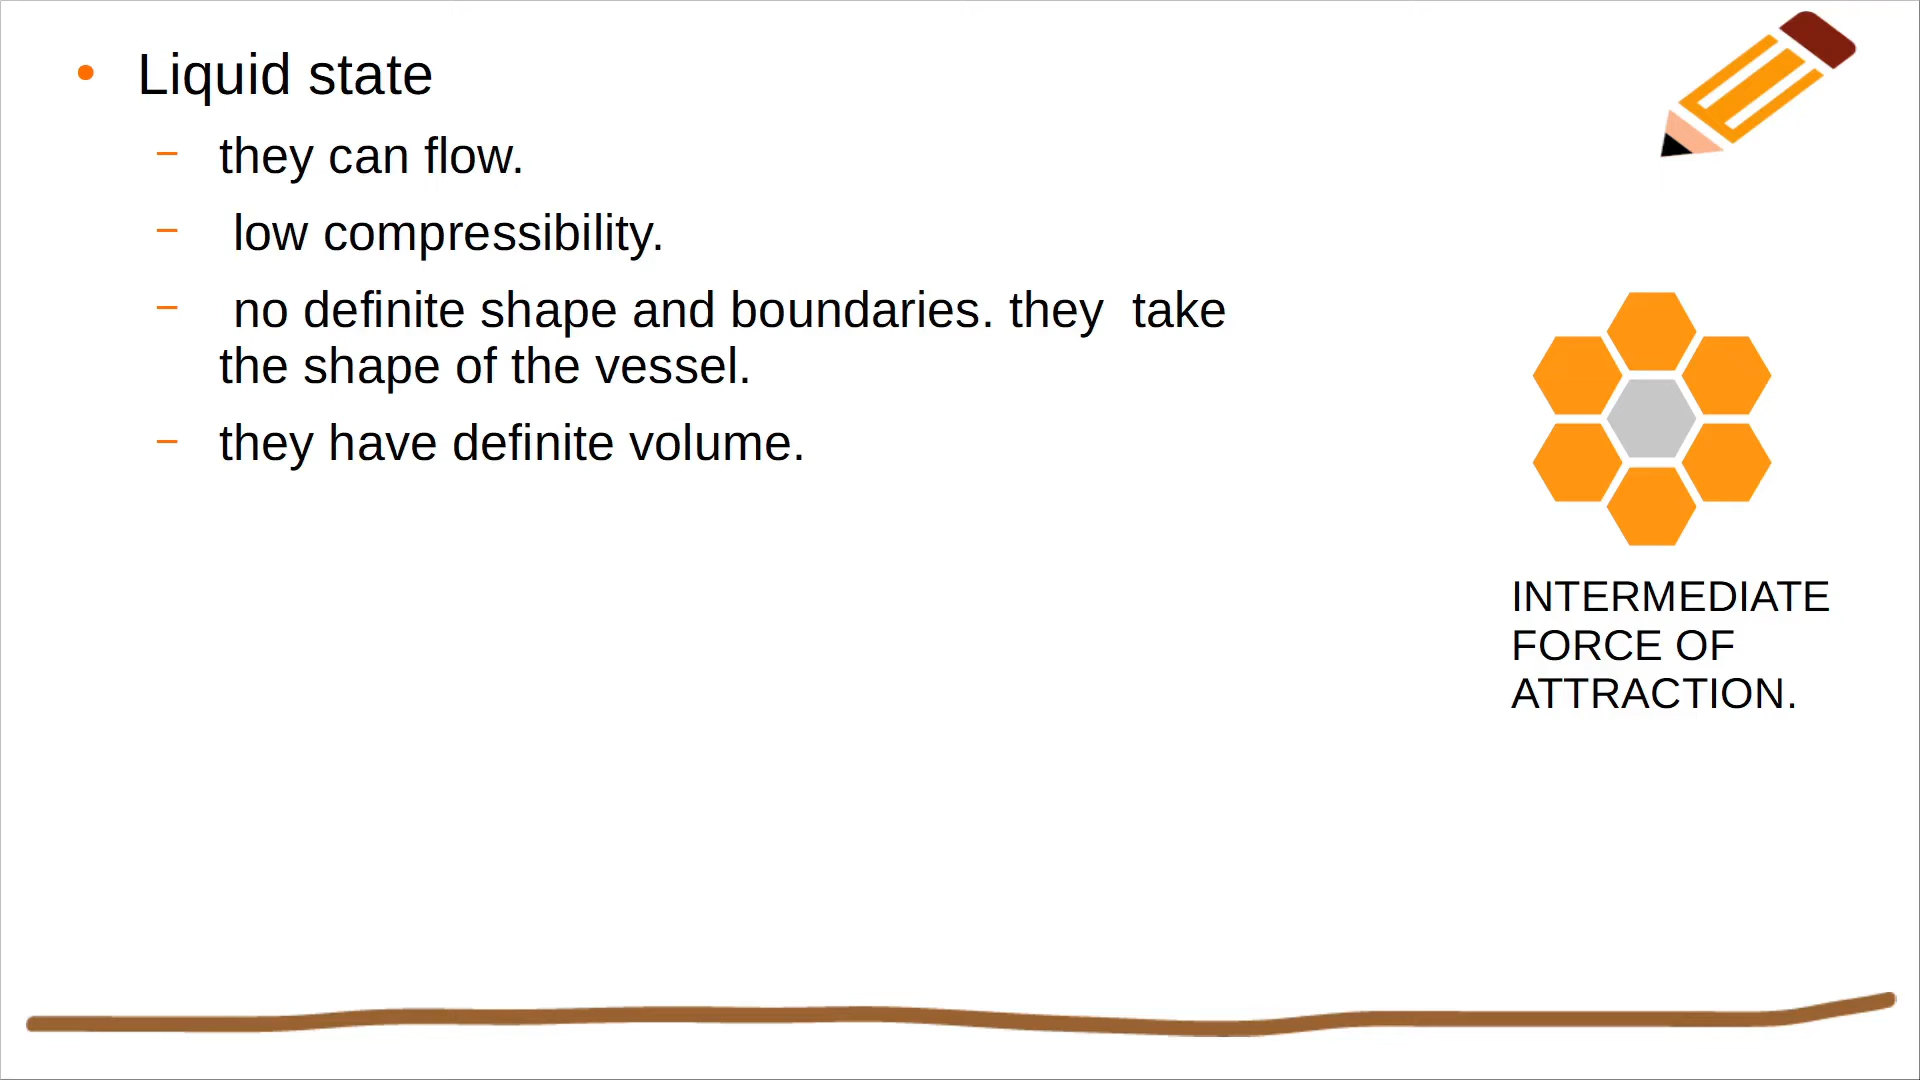 • Liquid state
– they can flow.
– low compressibility.
– no definite shape and boundaries. they  take
the shape of the vessel.
– they have definite volume.
INTERMEDIATE
FORCE OF
ATTRACTION.